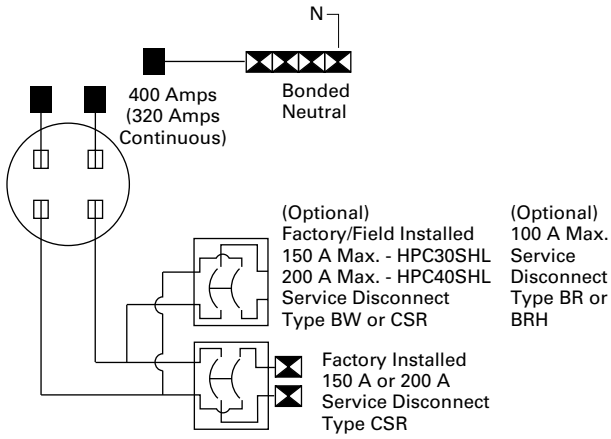 N
400 Amps
(320 Amps
Continuous)
Bonded
Neutral
(Optional)
Factory/Field Installed
150 A Max. - HPC30SHL
200 A Max. - HPC40SHL
Service Disconnect
Type BW or CSR
(Optional)
100 A Max.
Service
Disconnect
Type BR or
BRH
Factory Installed
150 A or 200 A
Service Disconnect
Type CSR